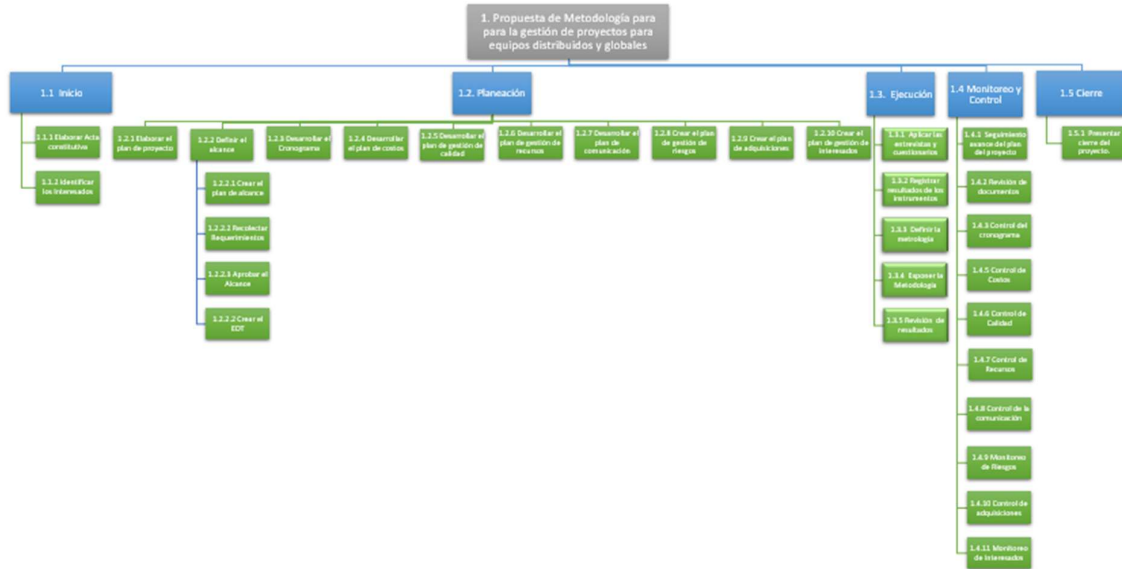 1. Propuesta de Metodología para
para la gestión de proyectos para
equipos distribuidos y globales
1.1 Inicio
1.2. Planeación
1.3. Ejecución
1.4 Monitoreo y
Control
1.5 Cierre
1.1.1 Elaborar Acta
constitutiva
1.1.2 Identificar
los Interesados
1.2.1 Elaborar el
plan de proyecto
1.2.2 Definir el
alcance
1.2.2.1 Crear el
plan de alcance
1.2.2.2 Recolectar
Requerimientos
1.2.2.3 Aprobar el
Alcance
1.2.2.2 Crear el
EDT
1.2.3 Desarrollar el
Cronograma
1.2.4 Desarrollar
el plan de costos
1.2.5 Desarrollar el
plan de gestión de
calidad
1.2.6 Desarrollar el
plan de gestión de
recursos
1.2.7 Desarrollar el
plan de
comunicación
1.2.8 Crear el plan
de gestión de
riesgos
1.2.9 Crear el plan
de adquisiciones
1.2.10 Crear el
plan de gestión de
interesados
1.3.1 Aplicar las
entrevistas y
cuestionarios
1.3.2 Registrar
resultados de los
instrumentos
1.3.3 Definir la
metrología
1.3.4 Exponer la
Metodología
1.3.5 Revisión de
resultados
1.4.1 Seguimiento
avance del plan del
proyecto
1.4.2 Revisión de
documentos
1.4.3 Control del
cronograma
1.4.5 Control de
Costos
1.4.6 Control de
Calidad
1.4.7 Control de
Recursos
1.4.8 Control de la
comunicación
1.4.9 Monitoreo
de Riesgos
1.4.10 Control de
adquisiciones
1.4.11 Monitoreo
de interesados
1.5.1 Presentar
cierre del
proyecto.